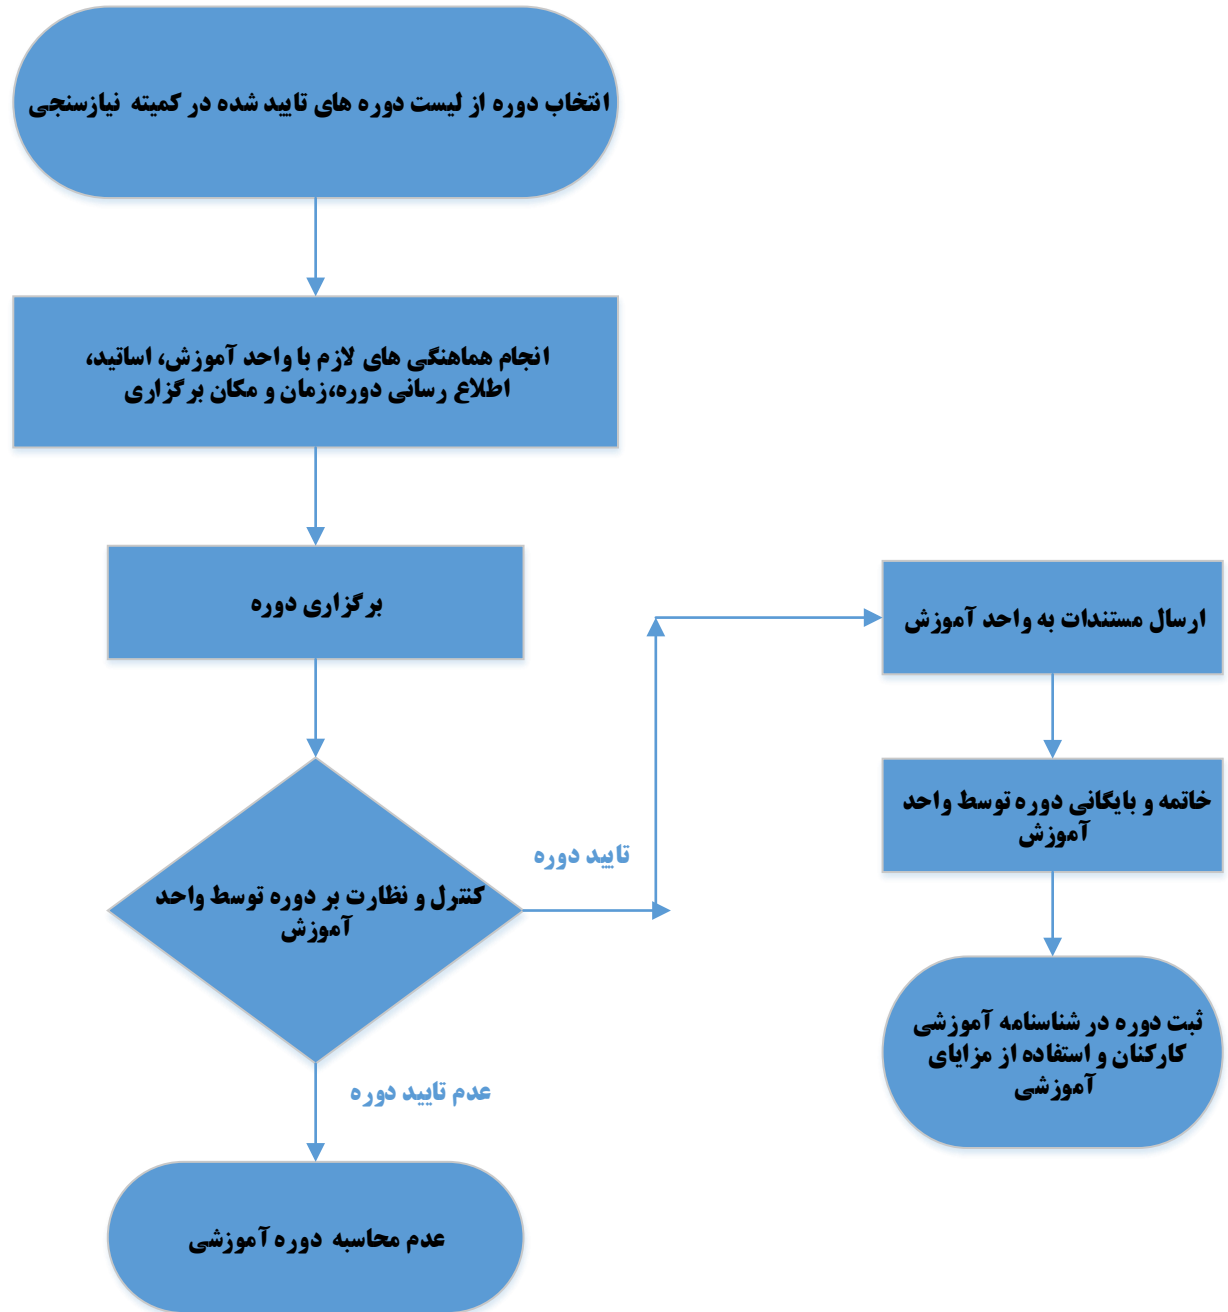 انتخاب دوره از لیست دوره های تایید شده در کمیته نیازسنجی
انجام هماهنگی های لازم با واحد آموزش، اساتید،
اطلاع رسانی دوره،زمان و مکان برگزاری
برگزاری دوره
کنترل و نظارت بر دوره توسط واحد
آموزش
تایید دوره
عدم تایید دوره
عدم محاسبه دوره آموزشی
ارسال مستندات به واحد آموزش
خاتمه و بایگانی دوره توسط واحد
آموزش
ثبت دوره در شناسنامه آموزشی
کارکنان و استفاده از مزایای
آموزشی